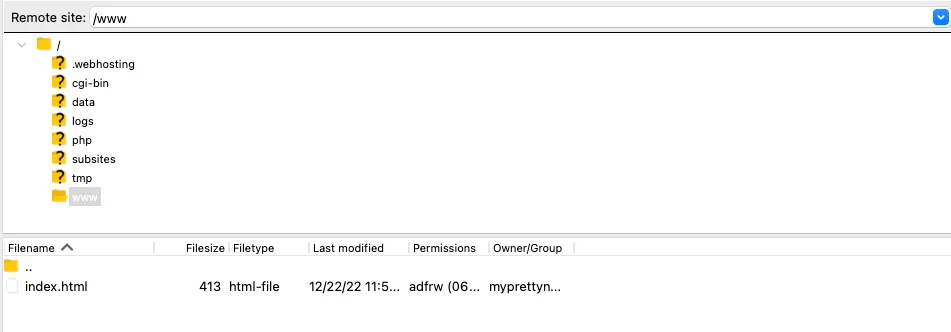 Remote site: /www
/
.webhosting
cgi-bin
data
logs
php
subsites
tmp
www
Filename Filesize Filetype Last modified Permissions Owner/Group
..
index.html 413 html-file 12/22/22 11:5... adfrw (06... myprettyn...